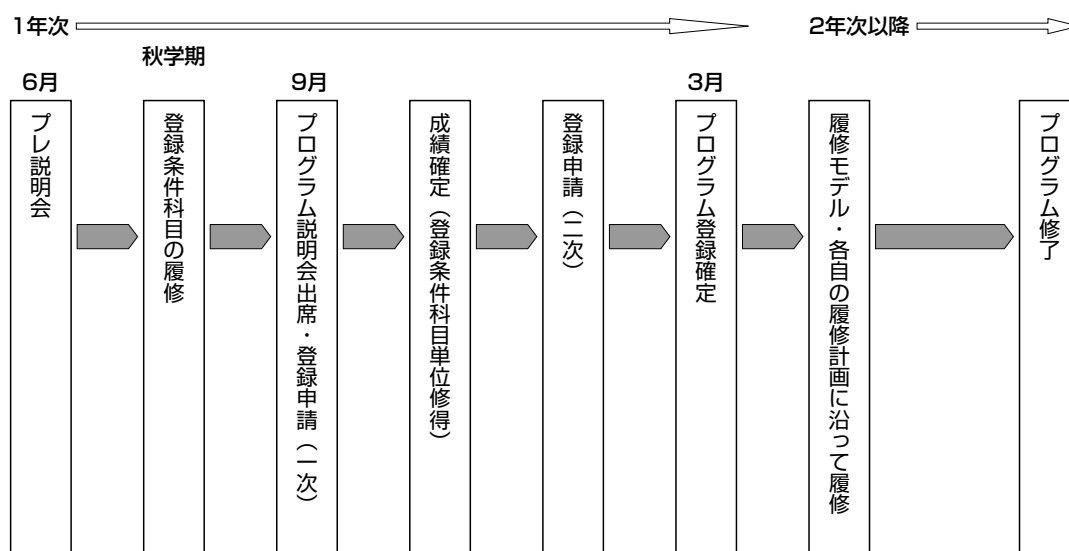 1年次
2年次以降
秋学期
6月
9月
3月
プレ説明会
登録条件科目の履修
プログラム説明会出席・登録申請（一次）
成績確定（登録条件科目単位修得）
登録申請（二次）
プログラム登録確定
履修モデル・各自の履修計画に沿って履修
プログラム修了